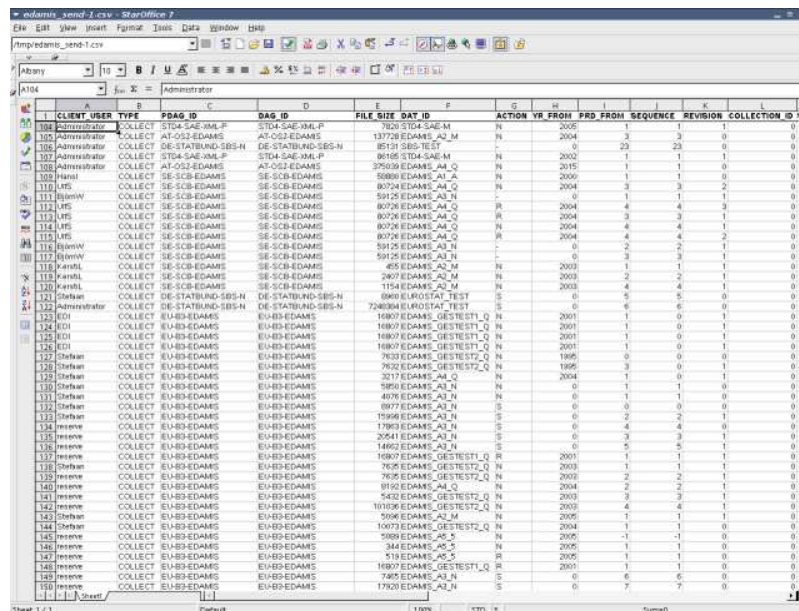 edamis_send-1.csv - StarOffice 7
File Edit View Insert Format Tools Data Window Help
/tmp/edamis_send-1.csv
Albany 10 B I U A
A104 f(x) Σ = Administrator
A B C D E F G H I J K L
1 CLIENT_USER TYPE PDAG_ID DAG_ID FILE_SIZE DAT_ID ACTION YR_FROM PRD_FROM SEQUENCE REVISION COLLECTION_ID
104 Administrator COLLECT STD4-SAE-XML-P STD4-SAE-XML-P 7820 STD4-SAE-M N 2005 1 1 1 0
105 Administrator COLLECT AT-OS2-EDAMIS AT-OS2-EDAMIS 137728 EDAMIS_A2_M N 2004 3 3 1 0
106 Administrator COLLECT DE-STATBUND-SBS-N DE-STATBUND-SBS-N 85131 SBS-TEST - 0 23 23 0 0
107 Administrator COLLECT STD4-SAE-XML-P STD4-SAE-XML-P 86185 STD4-SAE-M N 2002 1 1 1 0
108 Administrator COLLECT AT-OS2-EDAMIS AT-OS2-EDAMIS 375039 EDAMIS_A4_Q N 2015 1 1 0
109 HansI COLLECT SE-SCB-EDAMIS SE-SCB-EDAMIS EDAMIS_A1_A N 2000 1 1 0 0
110 UlfS COLLECT SE-SCB-EDAMIS SE-SCB-EDAMIS 80724 EDAMIS_A4_Q N 2004 3 3 2 0
111 BjörnW COLLECT SE-SCB-EDAMIS SE-SCB-EDAMIS 59125 EDAMIS_A3_N - 0 1 1 1 0
112 UlfS COLLECT SE-SCB-EDAMIS SE-SCB-EDAMIS 80726 EDAMIS_A4_Q R 2004 4 4 3 0
113 UlfS COLLECT SE-SCB-EDAMIS SE-SCB-EDAMIS 80726 EDAMIS_A4_Q R 2004 3 3 1 0
114 UlfS COLLECT SE-SCB-EDAMIS SE-SCB-EDAMIS 80726 EDAMIS_A4_Q N 2004 4 4 1 0
115 UlfS COLLECT SE-SCB-EDAMIS SE-SCB-EDAMIS 80726 EDAMIS_A4_Q R 2004 4 4 2 0
116 BjörnW COLLECT SE-SCB-EDAMIS SE-SCB-EDAMIS 59125 EDAMIS_A3_N - 0 2 2 1 0
117 BjörnW COLLECT SE-SCB-EDAMIS SE-SCB-EDAMIS 59125 EDAMIS_A3_N - 0 3 3 1 0
118 KerstiL COLLECT SE-SCB-EDAMIS SE-SCB-EDAMIS 455 EDAMIS_A2_M N 2003 1 1 1 0
119 KerstiL COLLECT SE-SCB-EDAMIS SE-SCB-EDAMIS 2407 EDAMIS_A2_M N 2003 2 2 1 0
120 KerstiL COLLECT SE-SCB-EDAMIS SE-SCB-EDAMIS 1154 EDAMIS_A2_M N 2003 4 4 1 0
121 Stefaan COLLECT DE-STATBUND-SBS-N DE-STATBUND-SBS-N 8968 EUROSTAT_TEST S 0 5 5 0 0
122 Administrator COLLECT DE-STATBUND-SBS-N DE-STATBUND-SBS-N 7248364 EUROSTAT_TEST S 0 6 6 0 0
123 EDI COLLECT EU-B3-EDAMIS EU-B3-EDAMIS 16807 EDAMIS_GESTEST1_Q N 2001 1 0 1 0
124 EDI COLLECT EU-B3-EDAMIS EU-B3-EDAMIS 16807 EDAMIS_GESTEST1_Q N 2001 1 0 1 0
125 EDI COLLECT EU-B3-EDAMIS EU-B3-EDAMIS 16807 EDAMIS_GESTEST1_Q N 2001 1 0 1 0
126 EDI COLLECT EU-B3-EDAMIS EU-B3-EDAMIS 16807 EDAMIS_GESTEST1_Q N 2001 1 0 1 0
127 Stefaan COLLECT EU-B3-EDAMIS EU-B3-EDAMIS 7633 EDAMIS_GESTEST2_Q N 1995 0 0 1 0
128 Stefaan COLLECT EU-B3-EDAMIS EU-B3-EDAMIS 7632 EDAMIS_GESTEST2_Q N 1995 3 0 1 0
129 Stefaan COLLECT EU-B3-EDAMIS EU-B3-EDAMIS 3217 EDAMIS_A4_Q N 2004 1 0 1 0
130 Stefaan COLLECT EU-B3-EDAMIS EU-B3-EDAMIS 5850 EDAMIS_A3_N N 0 1 1 0
131 Stefaan COLLECT EU-B3-EDAMIS EU-B3-EDAMIS 4076 EDAMIS_A3_N N 0 1 1 0 0
132 Stefaan COLLECT EU-B3-EDAMIS EU-B3-EDAMIS 8977 EDAMIS_A3_N S 0 0 0 0 0
133 Stefaan COLLECT EU-B3-EDAMIS EU-B3-EDAMIS 15998 EDAMIS_A3_N S 0 2 2 1 0
134 reserve COLLECT EU-B3-EDAMIS EU-B3-EDAMIS 17863 EDAMIS_A3_N S 0 4 4 0 0
135 reserve COLLECT EU-B3-EDAMIS EU-B3-EDAMIS 20541 EDAMIS_A3_N S 0 3 3 1 0
136 reserve COLLECT EU-B3-EDAMIS EU-B3-EDAMIS 14662 EDAMIS_A3_N S 0 5 5 1 0
137 reserve COLLECT EU-B3-EDAMIS EU-B3-EDAMIS 16807 EDAMIS_GESTEST1_Q R 2001 1 1 1 0
138 Stefaan COLLECT EU-B3-EDAMIS EU-B3-EDAMIS 7635 EDAMIS_GESTEST2_Q N 2003 1 1 1 0
139 reserve COLLECT EU-B3-EDAMIS EU-B3-EDAMIS 7635 EDAMIS_GESTEST2_Q N 2003 2 2 1 0
140 reserve COLLECT EU-B3-EDAMIS EU-B3-EDAMIS 8192 EDAMIS_A4_Q N 2004 2 2 1 0
141 reserve COLLECT EU-B3-EDAMIS EU-B3-EDAMIS 5432 EDAMIS_GESTEST2_Q N 2003 3 3 1 0
142 reserve COLLECT EU-B3-EDAMIS EU-B3-EDAMIS 101036 EDAMIS_GESTEST2_Q N 2003 4 4 1 0
143 Stefaan COLLECT EU-B3-EDAMIS EU-B3-EDAMIS 5096 EDAMIS_A2_M N 2005 1 1 1 0
144 Stefaan COLLECT EU-B3-EDAMIS EU-B3-EDAMIS 10073 EDAMIS_GESTEST2_Q N 2004 1 1 0 0
145 reserve COLLECT EU-B3-EDAMIS EU-B3-EDAMIS 5089 EDAMIS_A5_5 N 2005 -1 -1 0 0
146 reserve COLLECT EU-B3-EDAMIS EU-B3-EDAMIS 344 EDAMIS_A5_5 N 2005 1 1 0 0
147 reserve COLLECT EU-B3-EDAMIS EU-B3-EDAMIS 519 EDAMIS_A5_5 R 2005 1 1 0 0
148 reserve COLLECT EU-B3-EDAMIS EU-B3-EDAMIS 16807 EDAMIS_GESTEST1_Q R 2001 1 1 0
149 reserve COLLECT EU-B3-EDAMIS EU-B3-EDAMIS 7465 EDAMIS_A3_N S 0 6 6 0 0
150 reserve COLLECT EU-B3-EDAMIS EU-B3-EDAMIS 17920 EDAMIS_A3_N S 0 7 7 0 0
Sheet1
Sheet 1 / 1 Default 100% STD * Sum=0